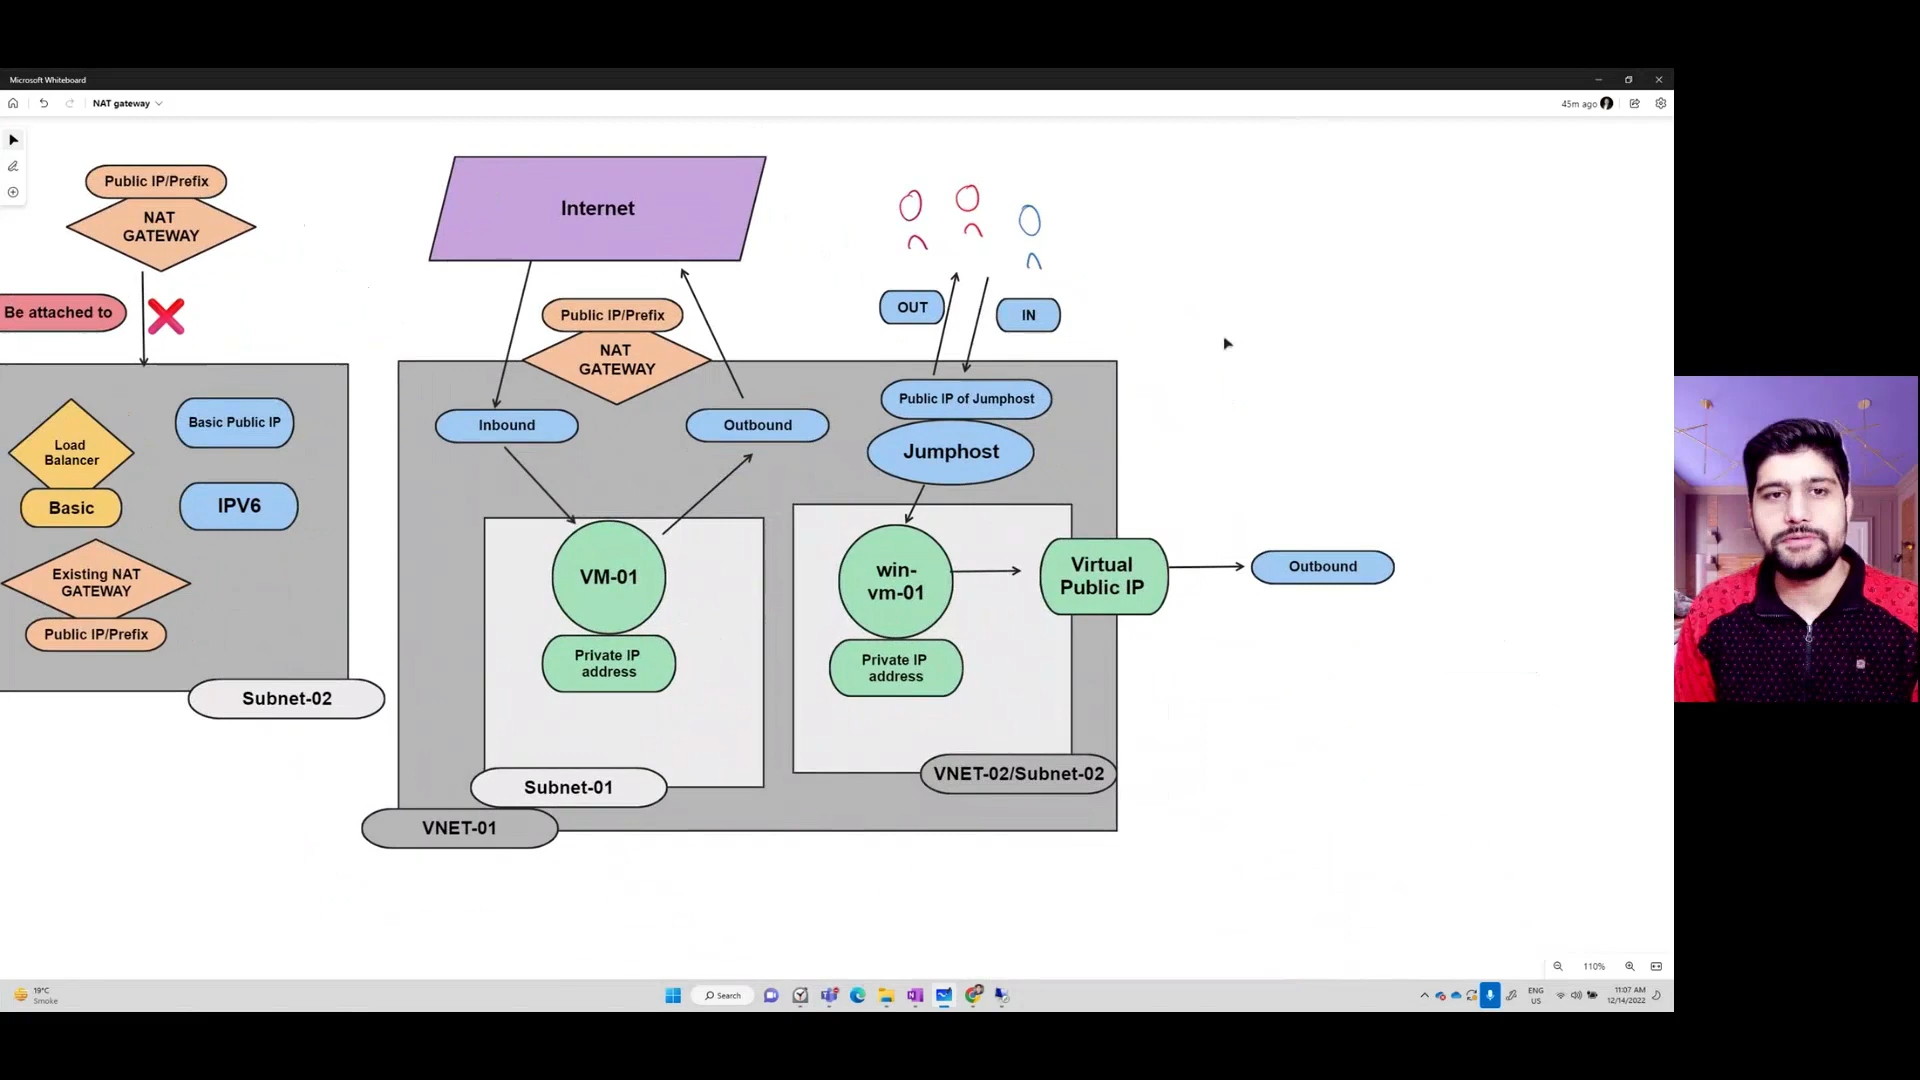 Microsoft Whiteboard
NAT gateway
45m ago
Public IP/Prefix
NAT
GATEWAY
Be attached to
Load
Balancer
Basic
Basic Public IP
IPV6
Existing NAT
GATEWAY
Public IP/Prefix
Subnet-02
Internet
Public IP/Prefix
NAT
GATEWAY
Inbound
Outbound
VM-01
Private IP
address
Subnet-01
VNET-01
OUT
IN
Public IP of Jumphost
Jumphost
win-
vm-01
Private IP
address
VNET-02/Subnet-02
Virtual
Public IP
Outbound
110%
19°C
Smoke
Search
ENG
US
11:07 AM
12/14/2022